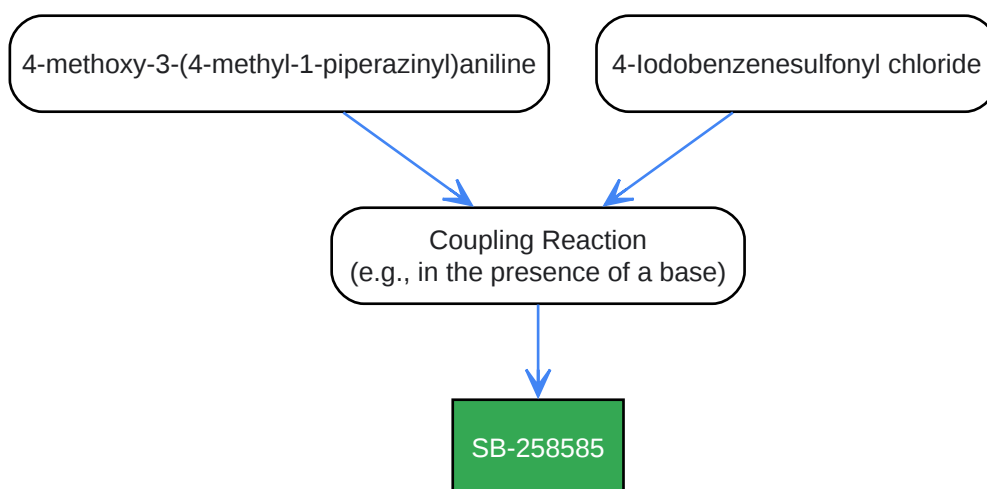 4-methoxy-3-(4-methyl-1-piperazinyl)aniline
4-Iodobenzenesulfonyl chloride
Coupling Reaction
(e.g., in the presence of a base)
SB-258585